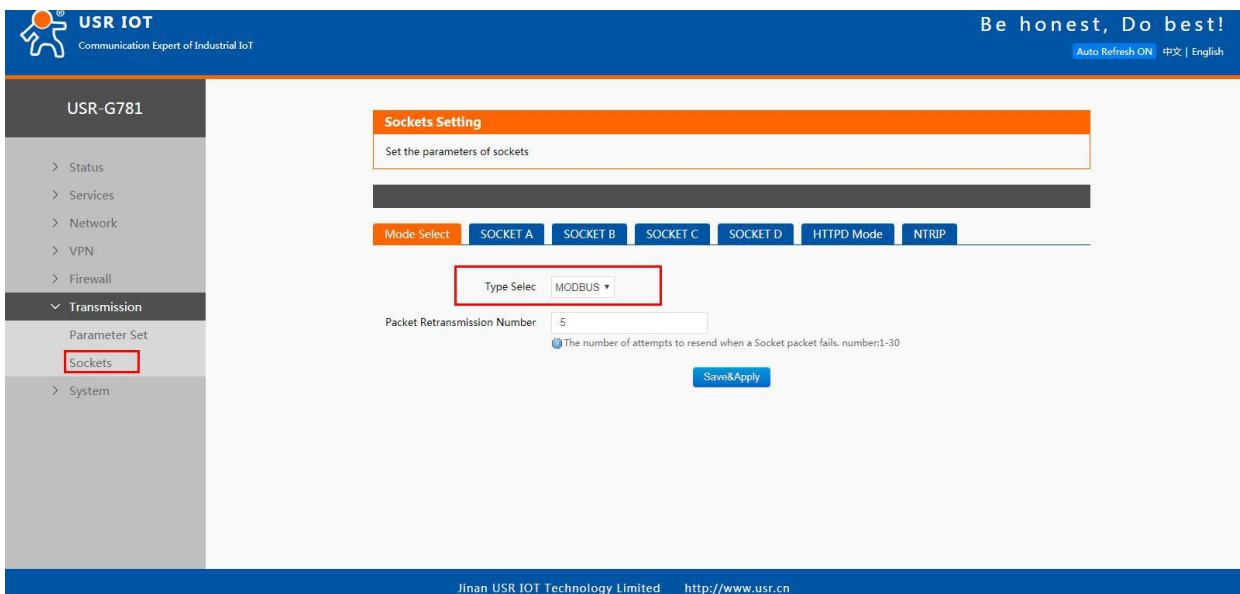 ®
USR IOT
Communication Expert of Industrial IoT
Be honest, Do best!
Auto Refresh ON 中文 | English
USR-G781
> Status
> Services
> Network
> VPN
> Firewall
Transmission
Parameter Set
Sockets
> System
Sockets Setting
Set the parameters of sockets
Mode Select SOCKET A SOCKET B SOCKET C SOCKET D HTTPD Mode NTRIP
Type Selec MODBUS
Packet Retransmission Number 5
The number of attempts to resend when a Socket packet fails. number:1-30
Save&Apply
Jinan USR IOT Technology Limited http://www.usr.cn